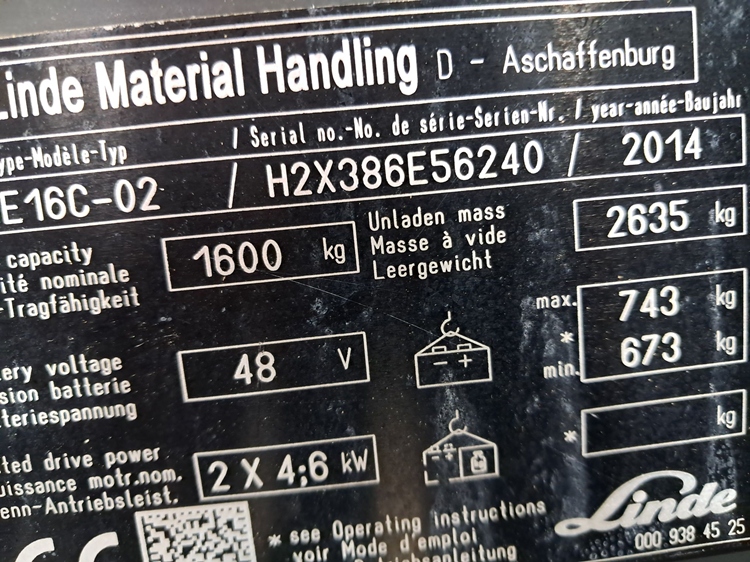 Linde Material Handling D - Aschaffenburg
ype-Modèle-Typ / Serial no.-No. de série-Serien-Nr. / year-année-Baujahr
E16C-02 / H2X386E56240 / 2014
capacity
ité nominale
-Tragfähigkeit
1600 kg
Unladen mass
Masse à vide
Leergewicht
2635 kg
ery voltage
sion batterie
tteriespannung
48 V
- +
max. 743 kg
*
min. 673 kg
ted drive power
uissance motr.nom.
enn-Antriebsleist.
2 X 4,6 kW
* kg
* see Operating instructions
voir Mode d'emploi
Linde
000 938 45 25
CE